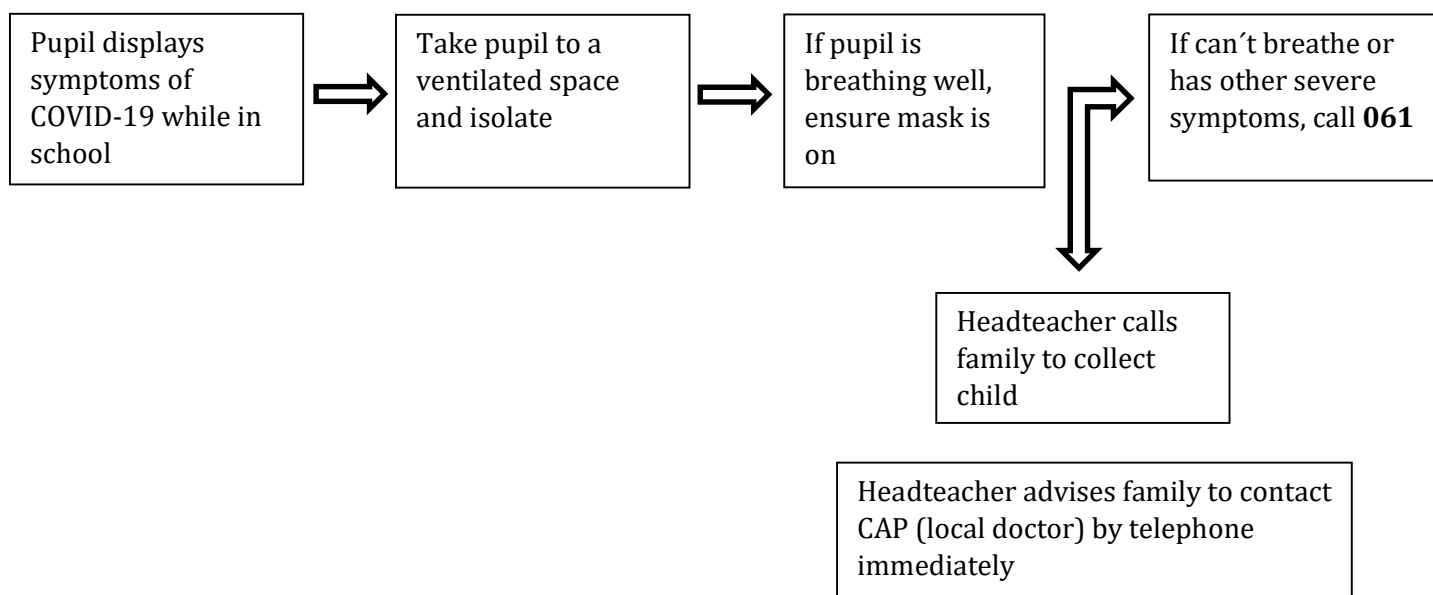 Pupil displays
symptoms of
COVID-19 while in
school
Take pupil to a
ventilated space
and isolate
If pupil is
breathing well,
ensure mask is
on
If can´t breathe or
has other severe
symptoms, call 061
Headteacher calls
family to collect
child
Headteacher advises family to contact
CAP (local doctor) by telephone
immediately